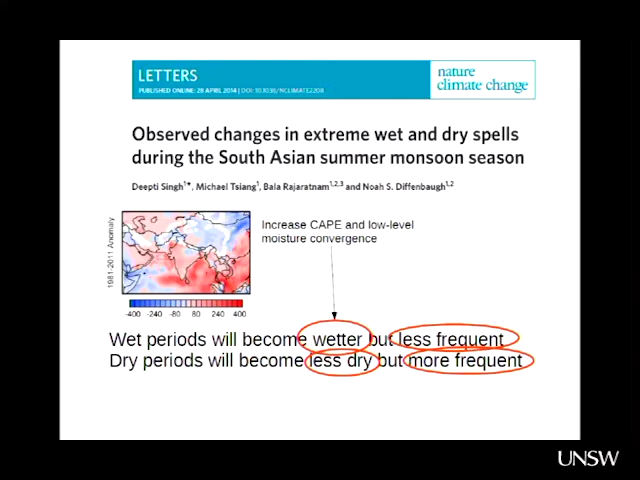 LETTERS
PUBLISHED ONLINE: 28 APRIL 2014 | DOI: 10.1038/NCLIMATE2208
nature
climate change
Observed changes in extreme wet and dry spells
during the South Asian summer monsoon season
Deepti Singh1*, Michael Tsiang1, Bala Rajaratnam1,2,3 and Noah S. Diffenbaugh1,2
1981:2011 Anomaly
Increase CAPE and low-level
moisture convergence
-400 -240 -80 80 240 400
Wet periods will become wetter but less frequent
Dry periods will become less dry but more frequent
UNSW